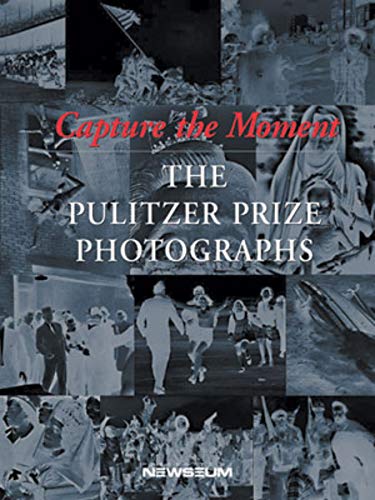 Capture the Moment
THE
PULITZER PRIZE
PHOTOGRAPHS
NEWSEUM